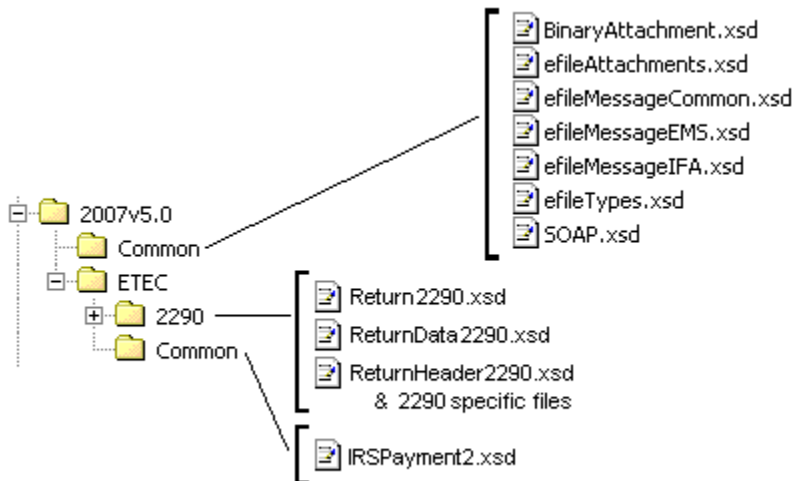 BinaryAttachment.xsd
efileAttachments.xsd
efileMessageCommon.xsd
efileMessageEMS.xsd
efileMessageIFA.xsd
efileTypes.xsd
SOAP.xsd
2007v5.0
Common
ETEC
2290
Common
Return2290.xsd
ReturnData2290.xsd
ReturnHeader2290.xsd
& 2290 specific files
IRSPayment2.xsd